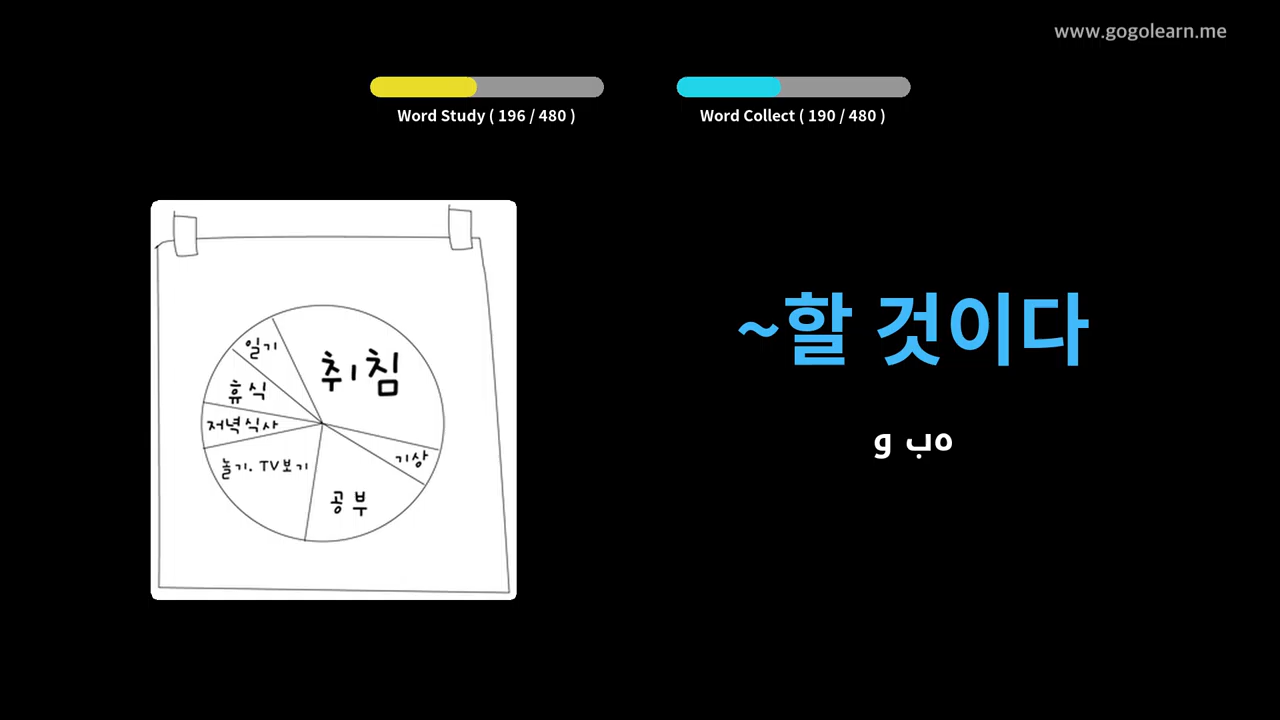 www.gogolearn.me
Word Study ( 196 / 480 )
Word Collect ( 190 / 480 )
일기
취침
휴식
저녁식사
놀기. TV보기
기상
공부
~할 것이다